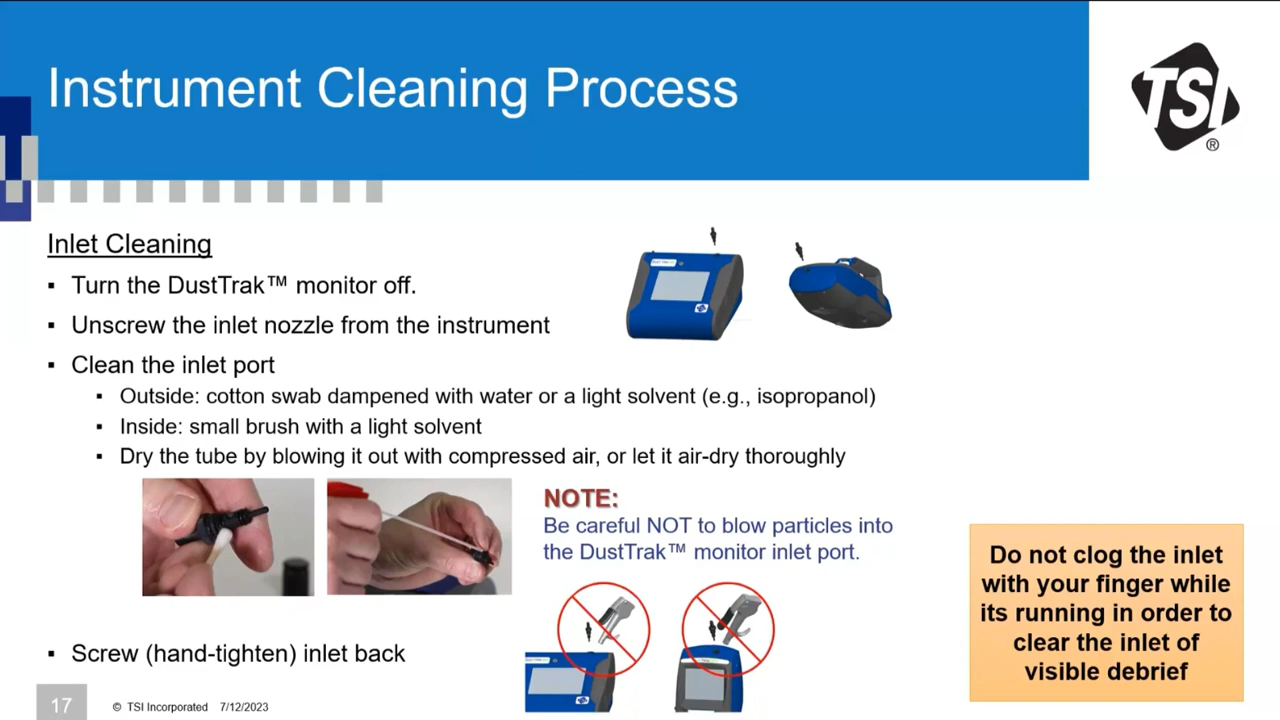 Instrument Cleaning Process
TSI
®
Inlet Cleaning
▪ Turn the DustTrak™ monitor off.
▪ Unscrew the inlet nozzle from the instrument
▪ Clean the inlet port
▪ Outside: cotton swab dampened with water or a light solvent (e.g., isopropanol)
▪ Inside: small brush with a light solvent
▪ Dry the tube by blowing it out with compressed air, or let it air-dry thoroughly
NOTE:
Be careful NOT to blow particles into
the DustTrak™ monitor inlet port.
Do not clog the inlet
with your finger while
its running in order to
clear the inlet of
visible debrief
▪ Screw (hand-tighten) inlet back
17
© TSI Incorporated 7/12/2023